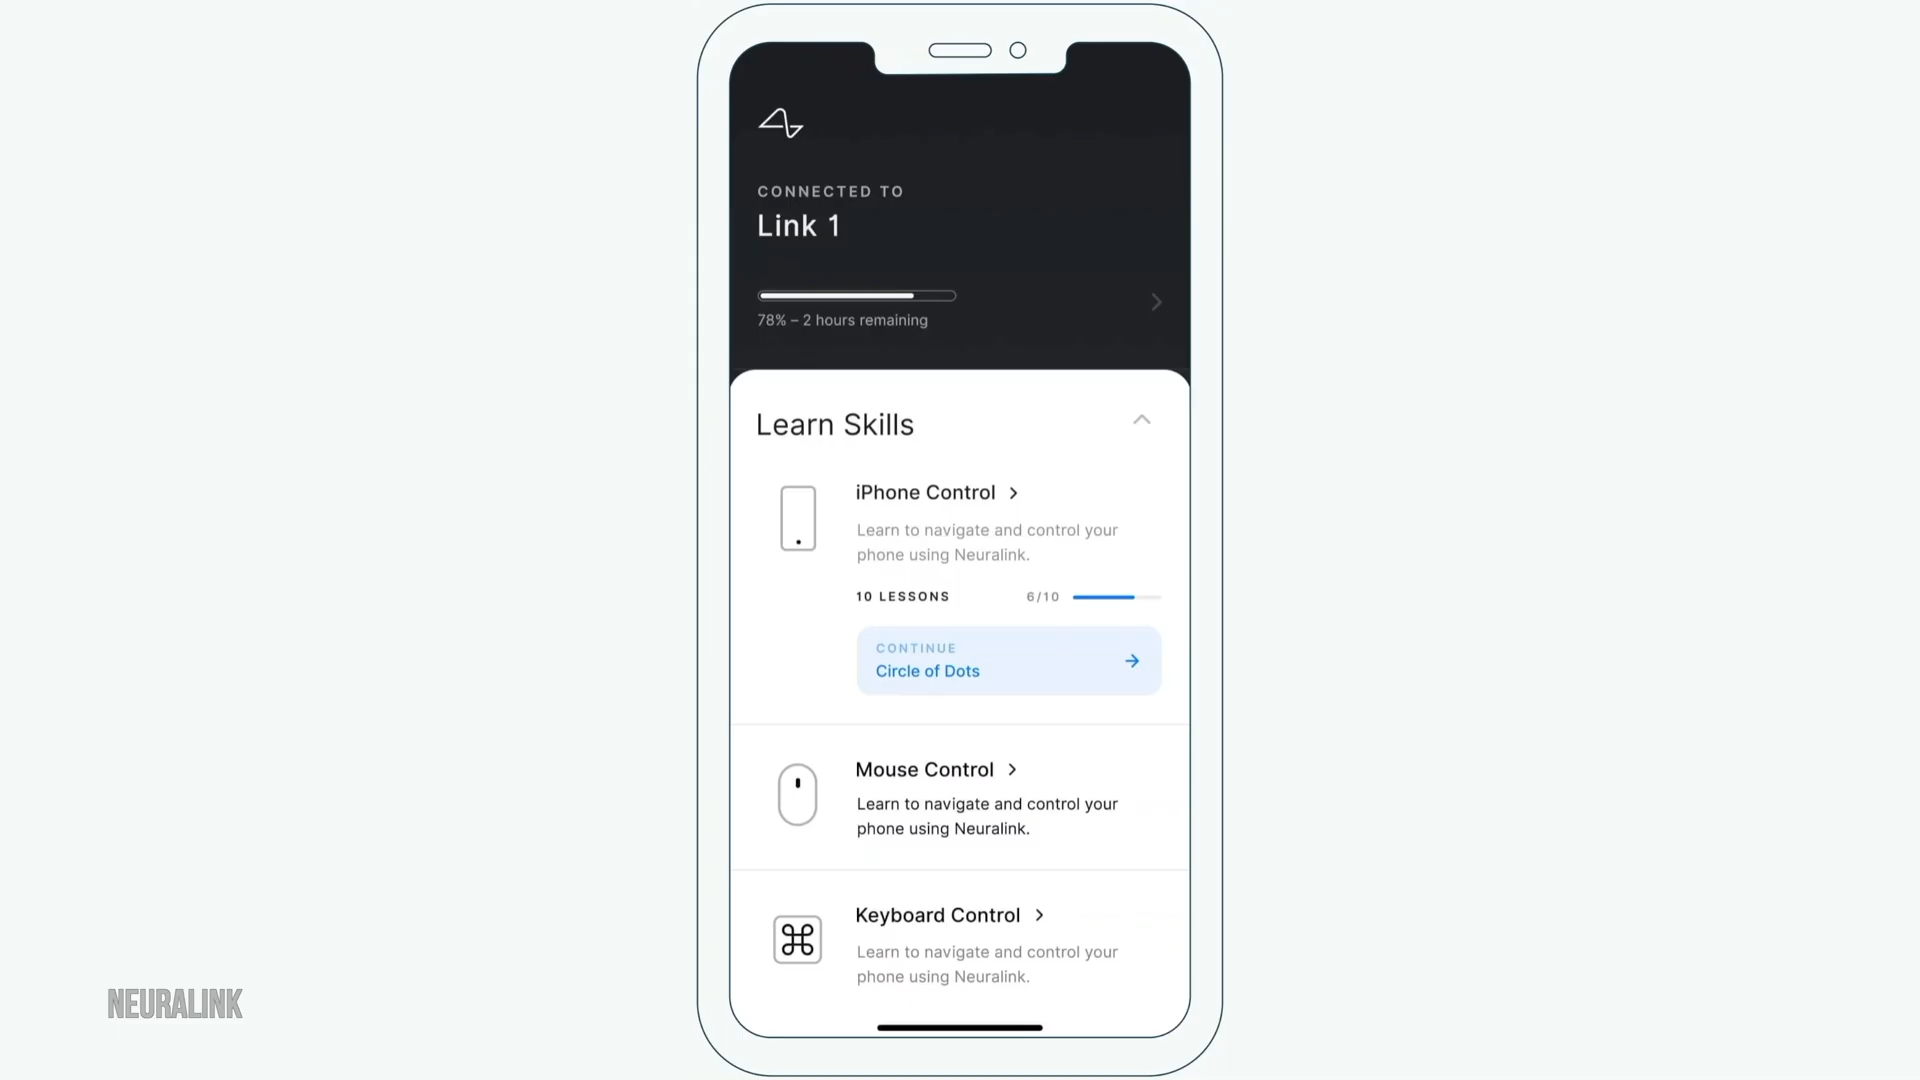 CONNECTED TO
Link 1
78% – 2 hours remaining
Learn Skills
iPhone Control
Learn to navigate and control your
phone using Neuralink.
10 LESSONS 6/10
CONTINUE
Circle of Dots
Mouse Control
Learn to navigate and control your
phone using Neuralink.
Keyboard Control
Learn to navigate and control your
phone using Neuralink.
NEURALINK